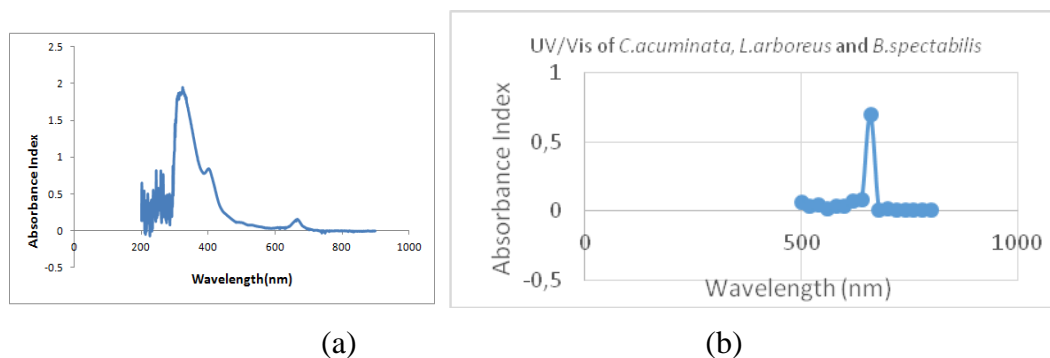 2.5
2
1.5
1
0.5
0
-0.5
0 200 400 600 800 1000
Absorbance Index
Wavelength(nm)
(a)
UV/Vis of C.acuminata, L.arboreus and B.spectabilis
1
0,5
0
-0,5
0 500 1000
Absorbance Index
Wavelength (nm)
(b)